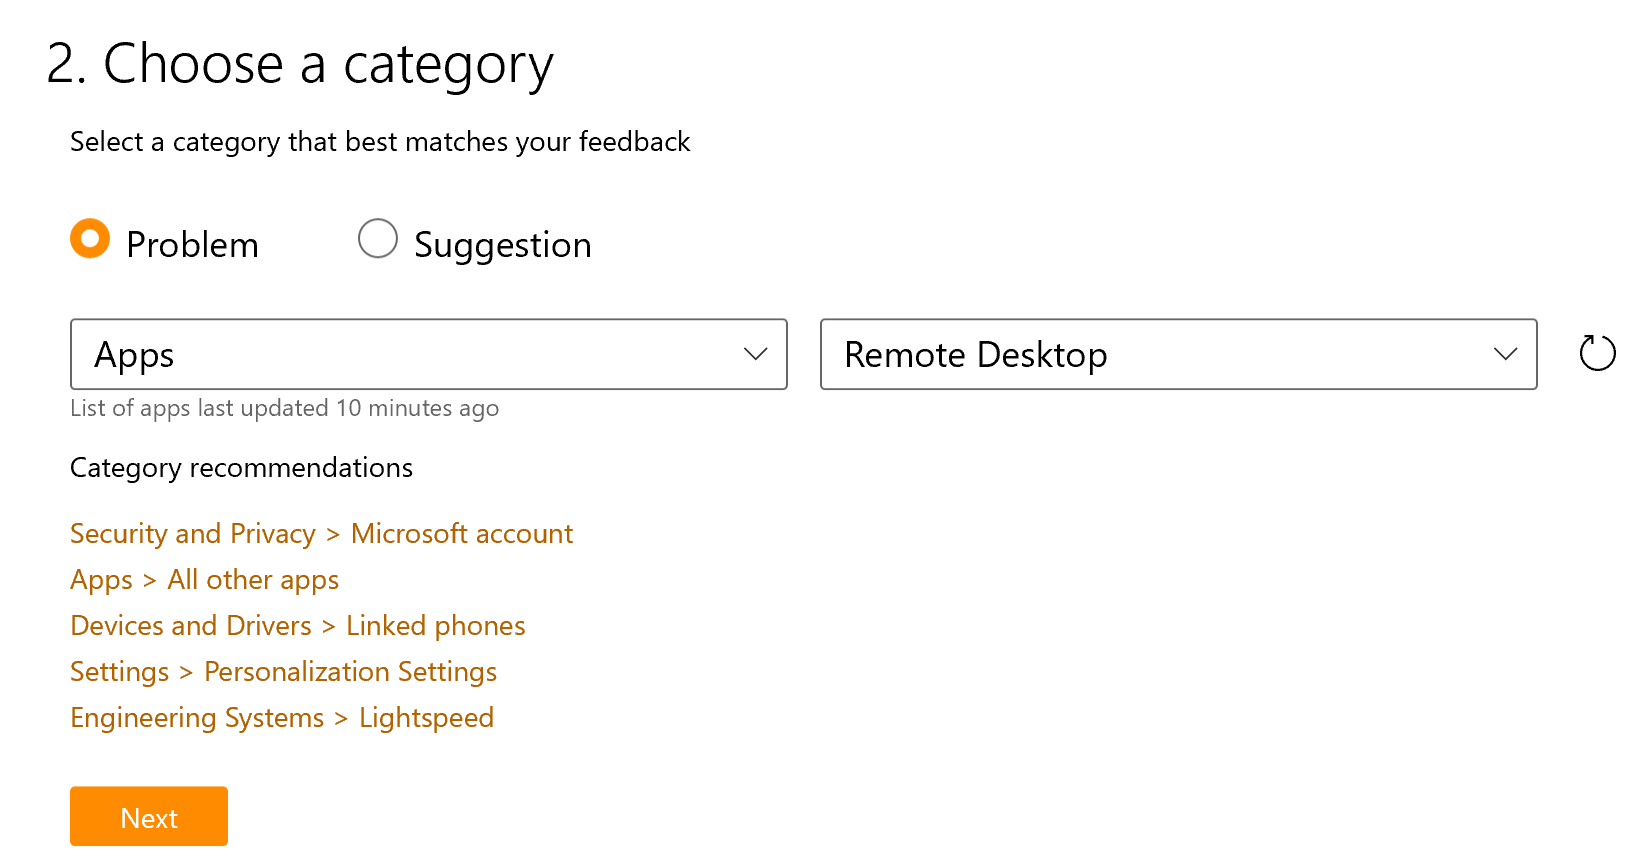 2. Choose a category
Select a category that best matches your feedback
Problem Suggestion
Apps Remote Desktop
List of apps last updated 10 minutes ago
Category recommendations
Security and Privacy > Microsoft account
Apps > All other apps
Devices and Drivers > Linked phones
Settings > Personalization Settings
Engineering Systems > Lightspeed
Next